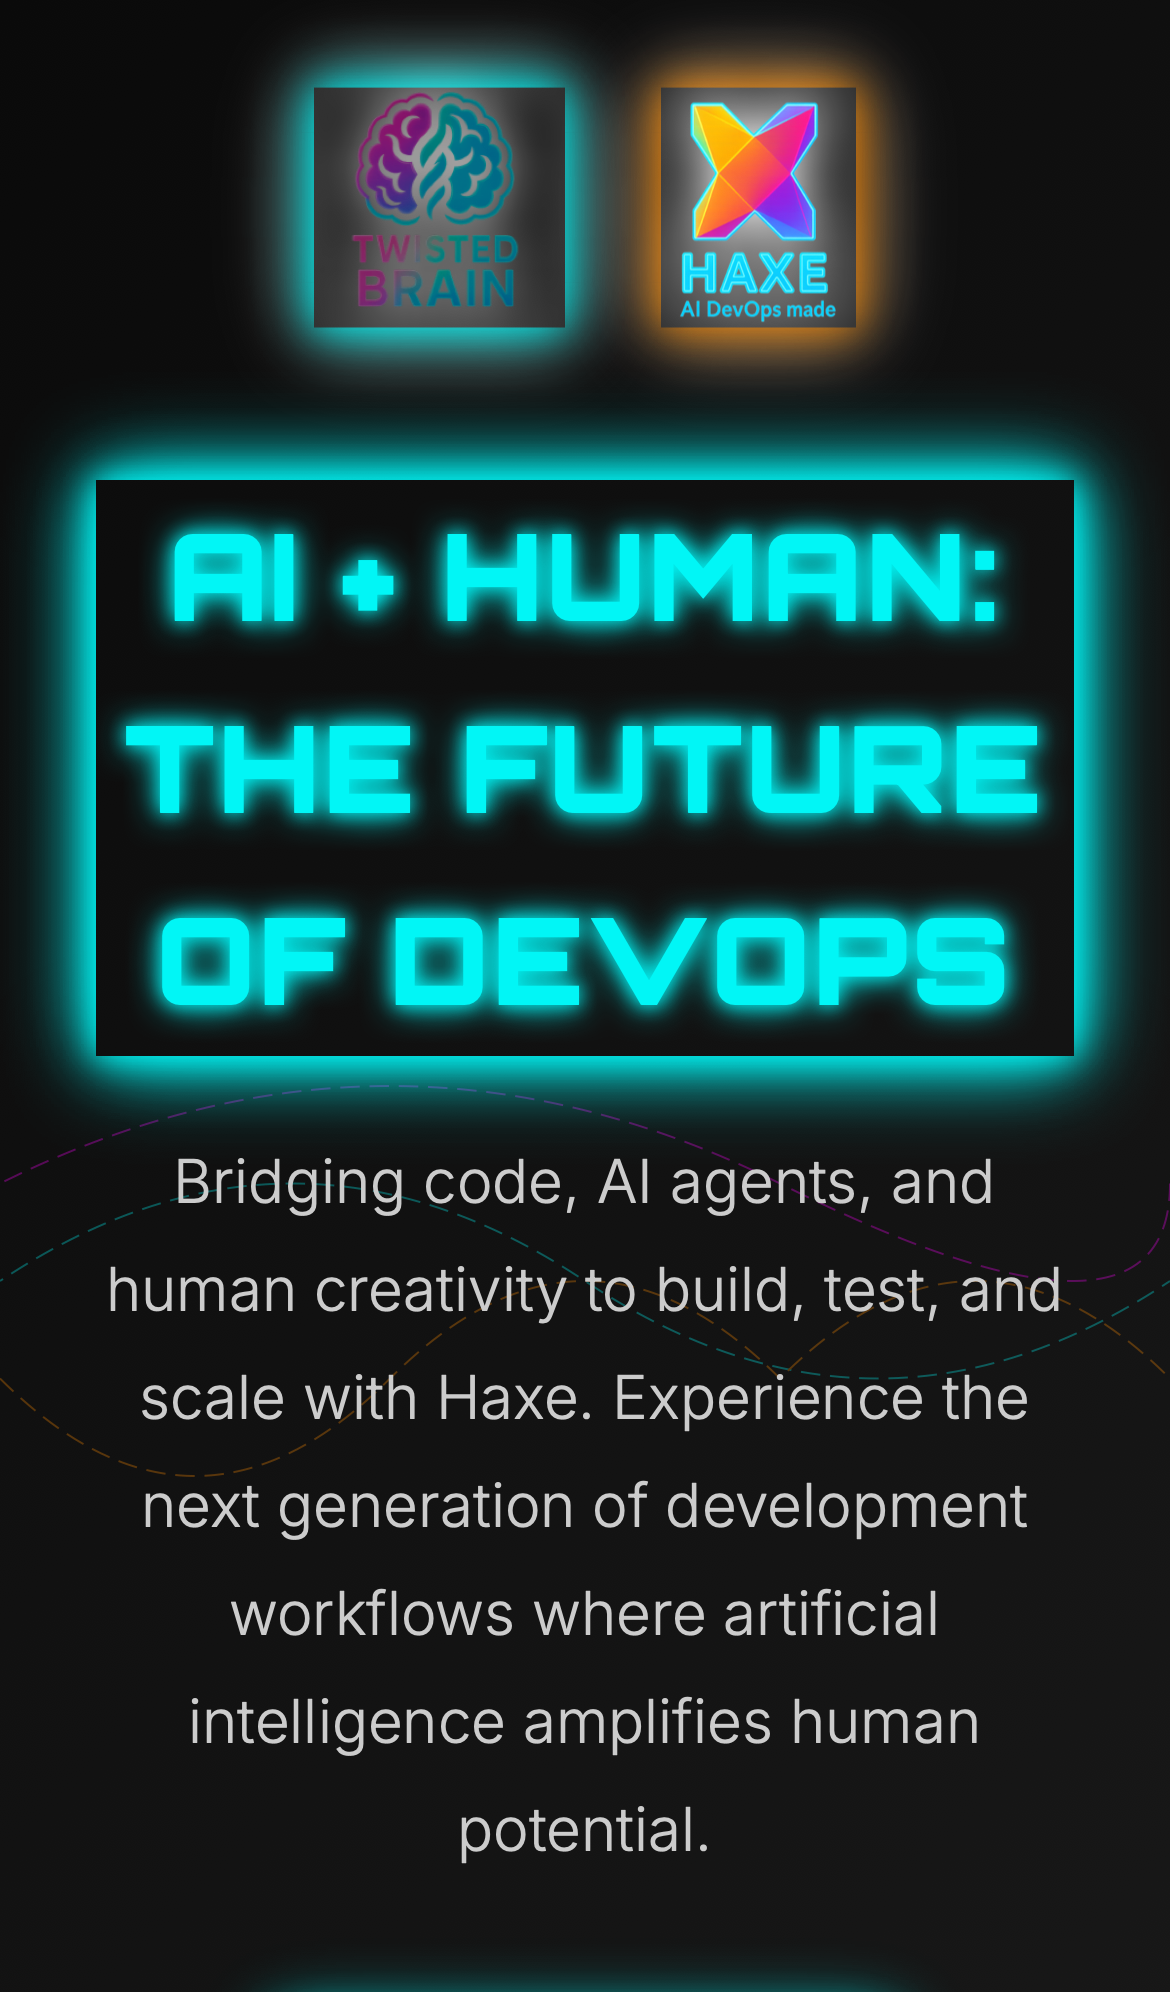 TWISTED
BRAIN
HAXE
AI DevOps made
AI + HUMAN:
THE FUTURE
OF DEVOPS
Bridging code, AI agents, and
human creativity to build, test, and
scale with Haxe. Experience the
next generation of development
workflows where artificial
intelligence amplifies human
potential.